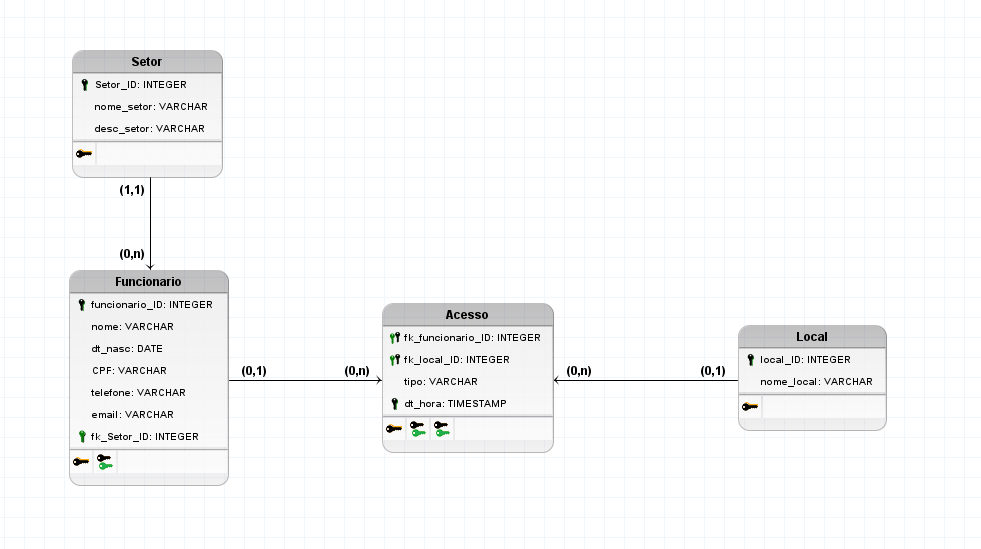 Setor
Setor_ID: INTEGER
nome_setor: VARCHAR
desc_setor: VARCHAR
(1,1)
(0,n)
Funcionario
funcionario_ID: INTEGER
nome: VARCHAR
dt_nasc: DATE
CPF: VARCHAR
telefone: VARCHAR
email: VARCHAR
fk_Setor_ID: INTEGER
(0,1)
(0,n)
Acesso
fk_funcionario_ID: INTEGER
fk_local_ID: INTEGER
tipo: VARCHAR
dt_hora: TIMESTAMP
(0,n)
(0,1)
Local
local_ID: INTEGER
nome_local: VARCHAR